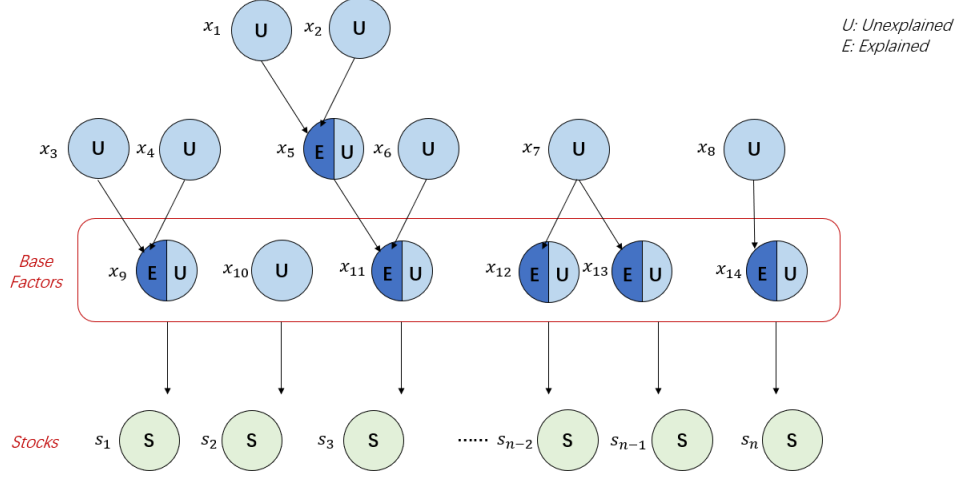 x₁ U x₂ U
U: Unexplained
E: Explained
x₃ U x₄ U x₅ E U x₆ U x₇ U x₈ U
Base
Factors
x₉ E U x₁₀ U x₁₁ E U x₁₂ E U x₁₃ E U x₁₄ E U
Stocks s₁ S s₂ S s₃ S ...... sₙ₋₂ S sₙ₋₁ S sₙ S